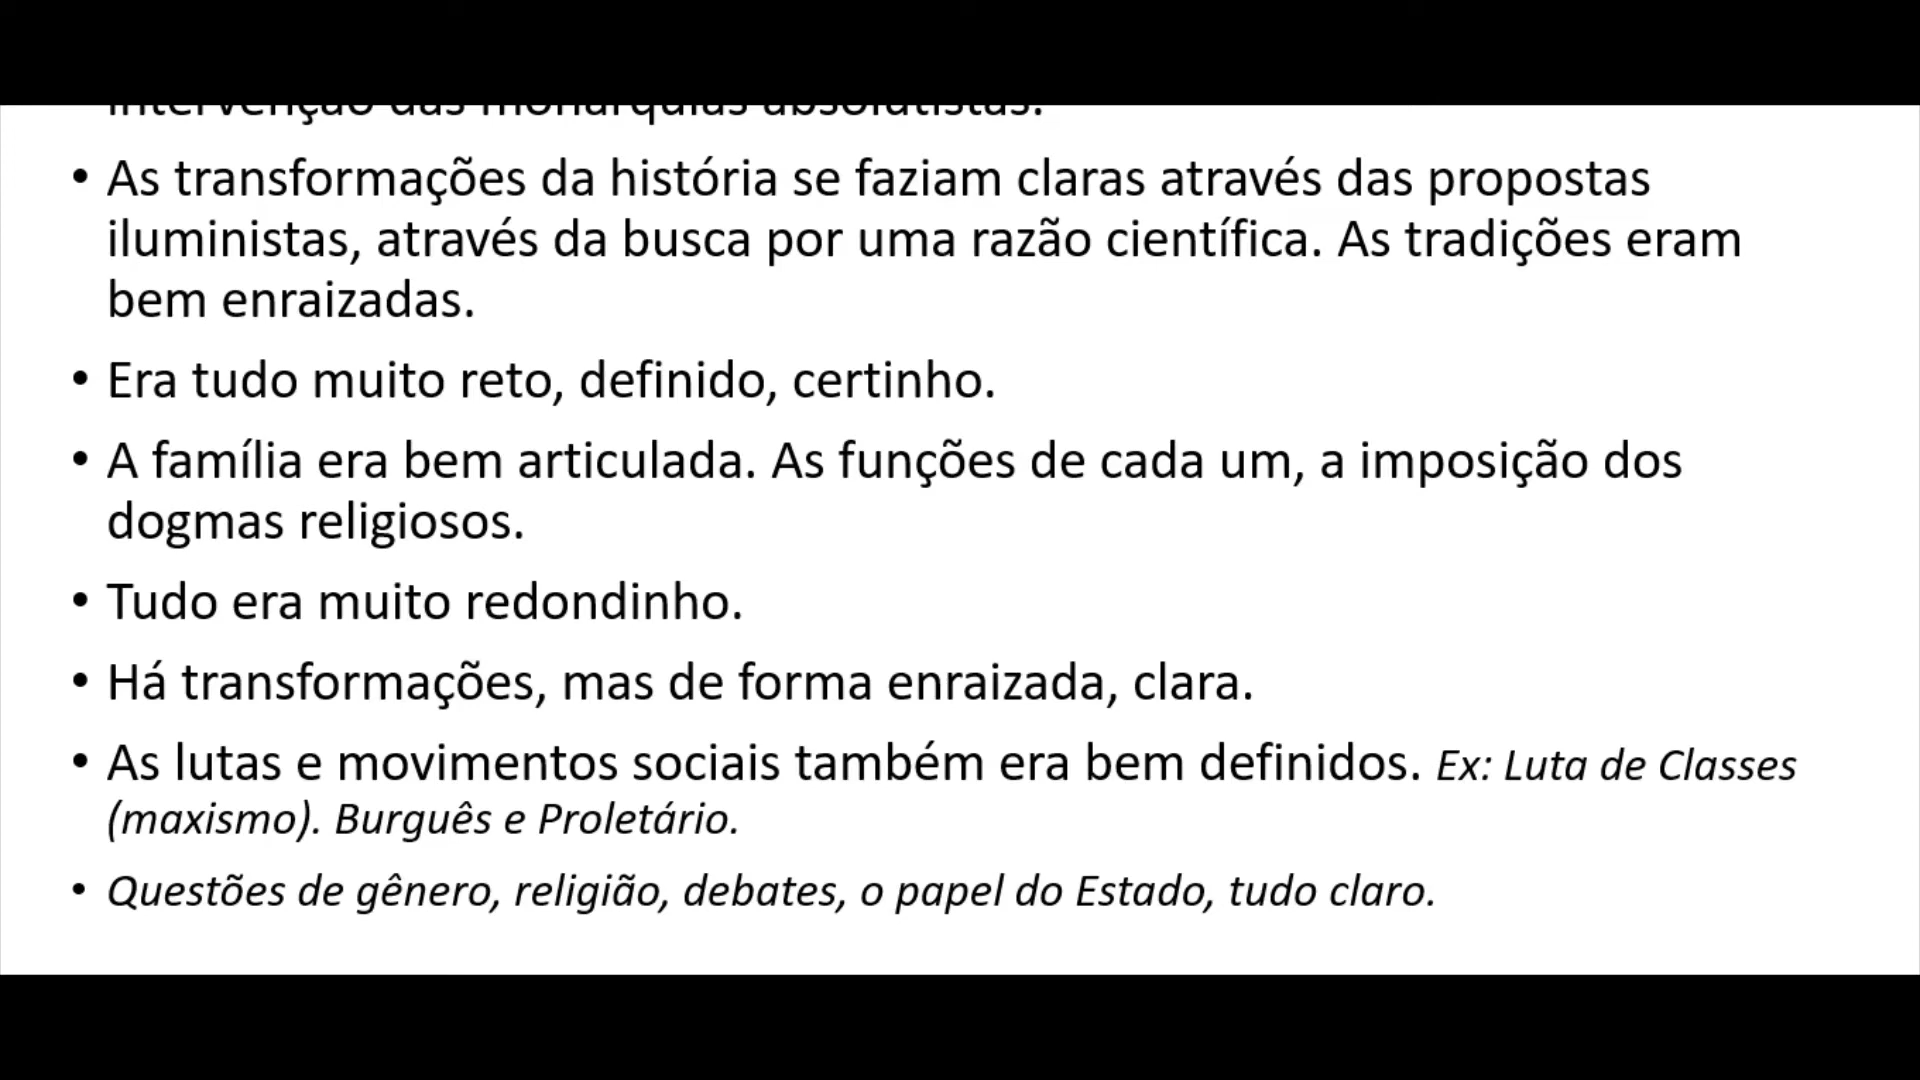 intervenção das monarquias absolutistas.
• As transformações da história se faziam claras através das propostas
iluministas, através da busca por uma razão científica. As tradições eram
bem enraizadas.
• Era tudo muito reto, definido, certinho.
• A família era bem articulada. As funções de cada um, a imposição dos
dogmas religiosos.
• Tudo era muito redondinho.
• Há transformações, mas de forma enraizada, clara.
• As lutas e movimentos sociais também era bem definidos. Ex: Luta de Classes
(maxismo). Burguês e Proletário.
• Questões de gênero, religião, debates, o papel do Estado, tudo claro.